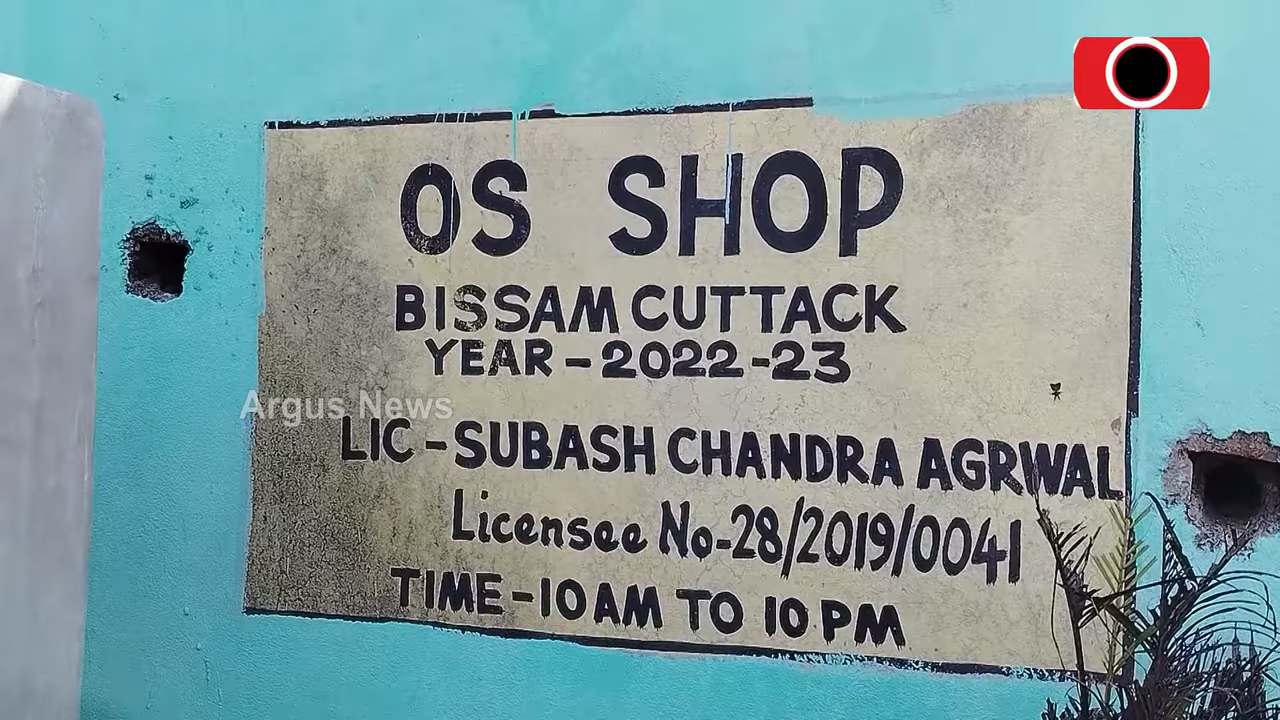 OS SHOP
BISSAM CUTTACK
YEAR - 2022-23
Argus News
LIC - SUBASH CHANDRA AGRWAL
Licensee No-28/2019/0041
TIME - 10 AM TO 10 PM